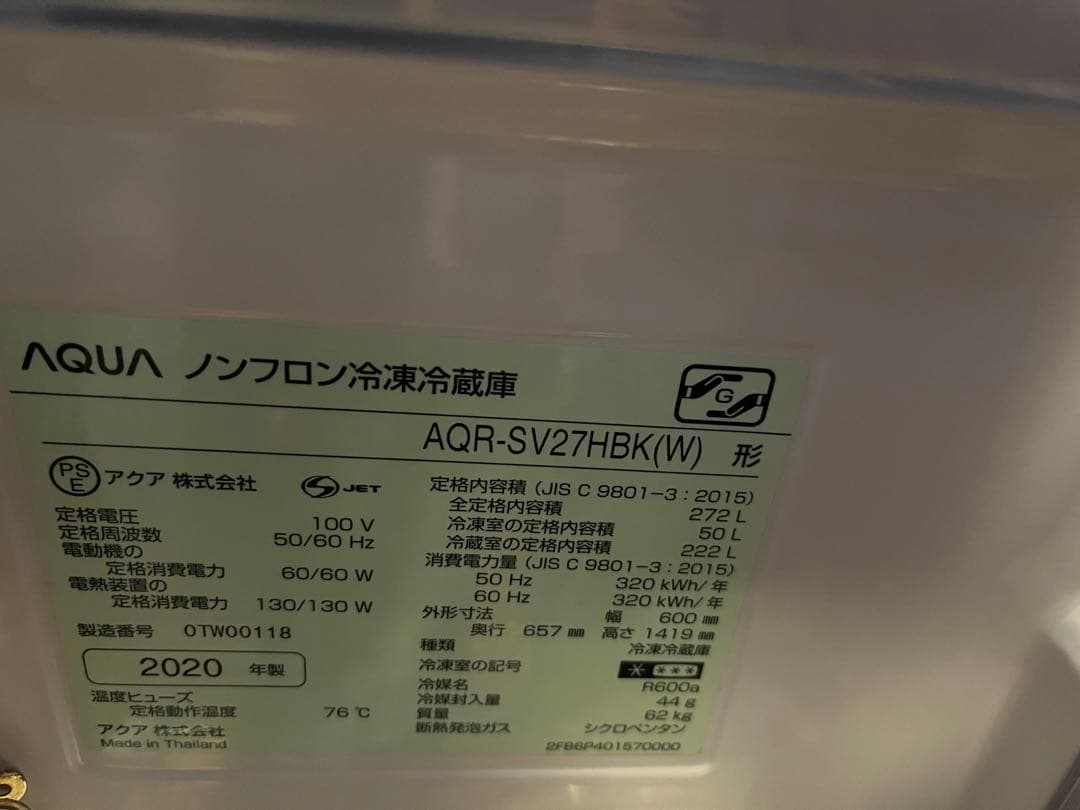 AQUA ノンフロン冷凍冷蔵庫
G
AQR-SV27HBK(W) 形
PSE アクア 株式会社 JET
定格電圧 100 V
定格周波数 50/60 Hz
電動機の
定格消費電力 60/60 W
電熱装置の
定格消費電力 130/130 W
製造番号 0TW00118
2020 年製
温度ヒューズ
定格動作温度 76 ℃
アクア 株式会社
Made in Thailand
定格内容積 (JIS C 9801-3:2015)
全定格内容積 272 L
冷凍室の定格内容積 50 L
冷蔵室の定格内容積 222 L
消費電力量 (JIS C 9801-3:2015)
50 Hz 320 kWh/年
60 Hz 320 kWh/年
外形寸法 幅 600 ㎜
奥行 657 ㎜ 高さ 1419 ㎜
種類 冷凍冷蔵庫
冷凍室の記号 * ***
冷媒名 R600a
冷媒封入量 44 g
質量 62 kg
断熱発泡ガス シクロペンタン
2FB6P401570000